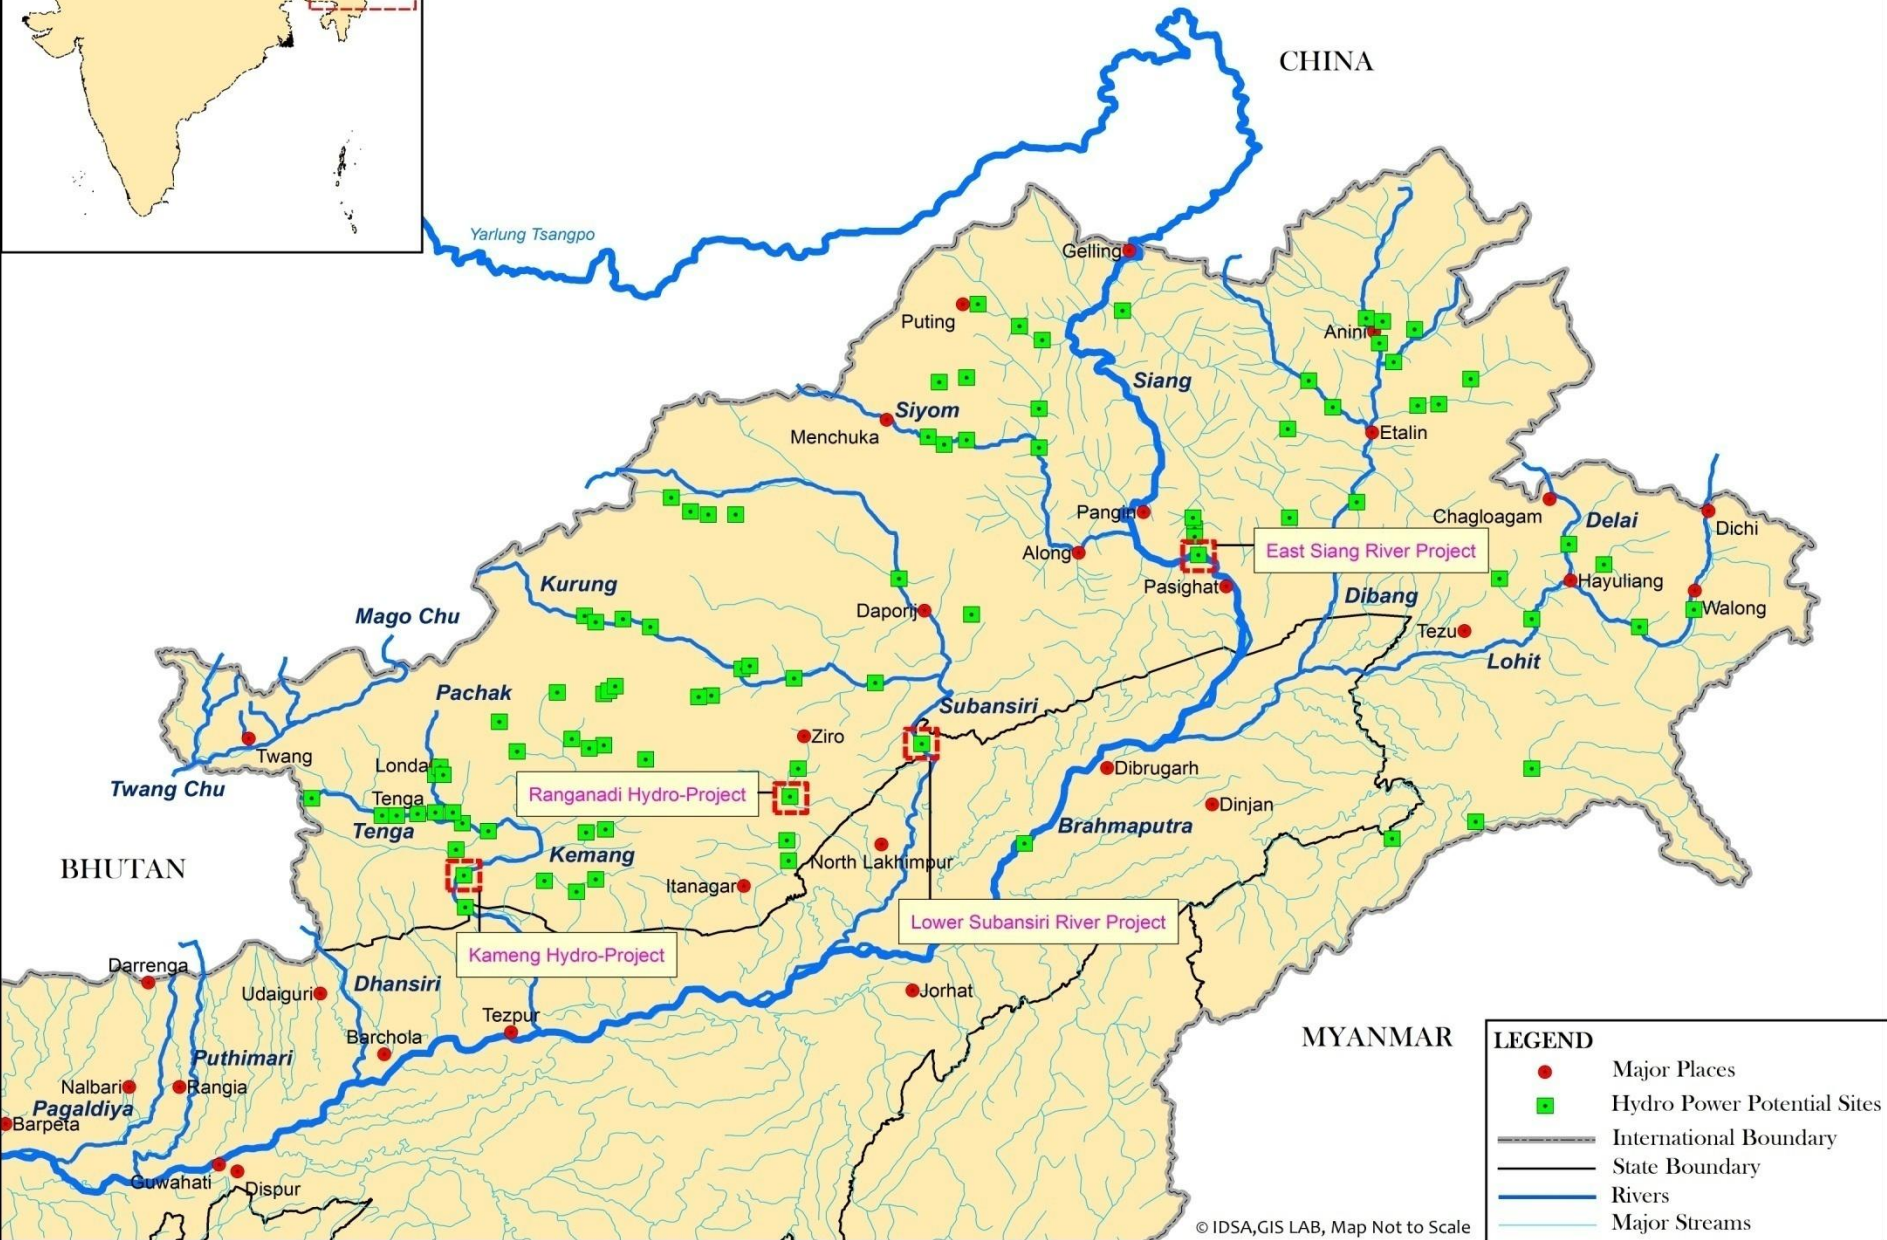 CHINA
Yarlung Tsangpo
Gelling
Puting
Anini
Siang
Siyom
Menchuka
Etalin
Pangin
Chagloagam
Delai
Dichi
Along
East Siang River Project
Hayuliang
Pasighat
Kurung
Dibang
Daporij
Walong
Mago Chu
Tezu
Lohit
Pachak
Subansiri
Ziro
Twang
Londa
Dibrugarh
Twang Chu
Ranganadi Hydro-Project
Tenga
Dinjan
Tenga
Brahmaputra
Kemang
North Lakhimpur
BHUTAN
Itanagar
Lower Subansiri River Project
Kameng Hydro-Project
Darrenga
Udaiguri
Dhansiri
Jorhat
Tezpur
Barchola
MYANMAR
Puthimari
Nalbari
Rangia
Pagaldiya
Barpeta
Guwahati
Dispur
LEGEND
Major Places
Hydro Power Potential Sites
International Boundary
State Boundary
Rivers
Major Streams
© IDSA,GIS LAB, Map Not to Scale